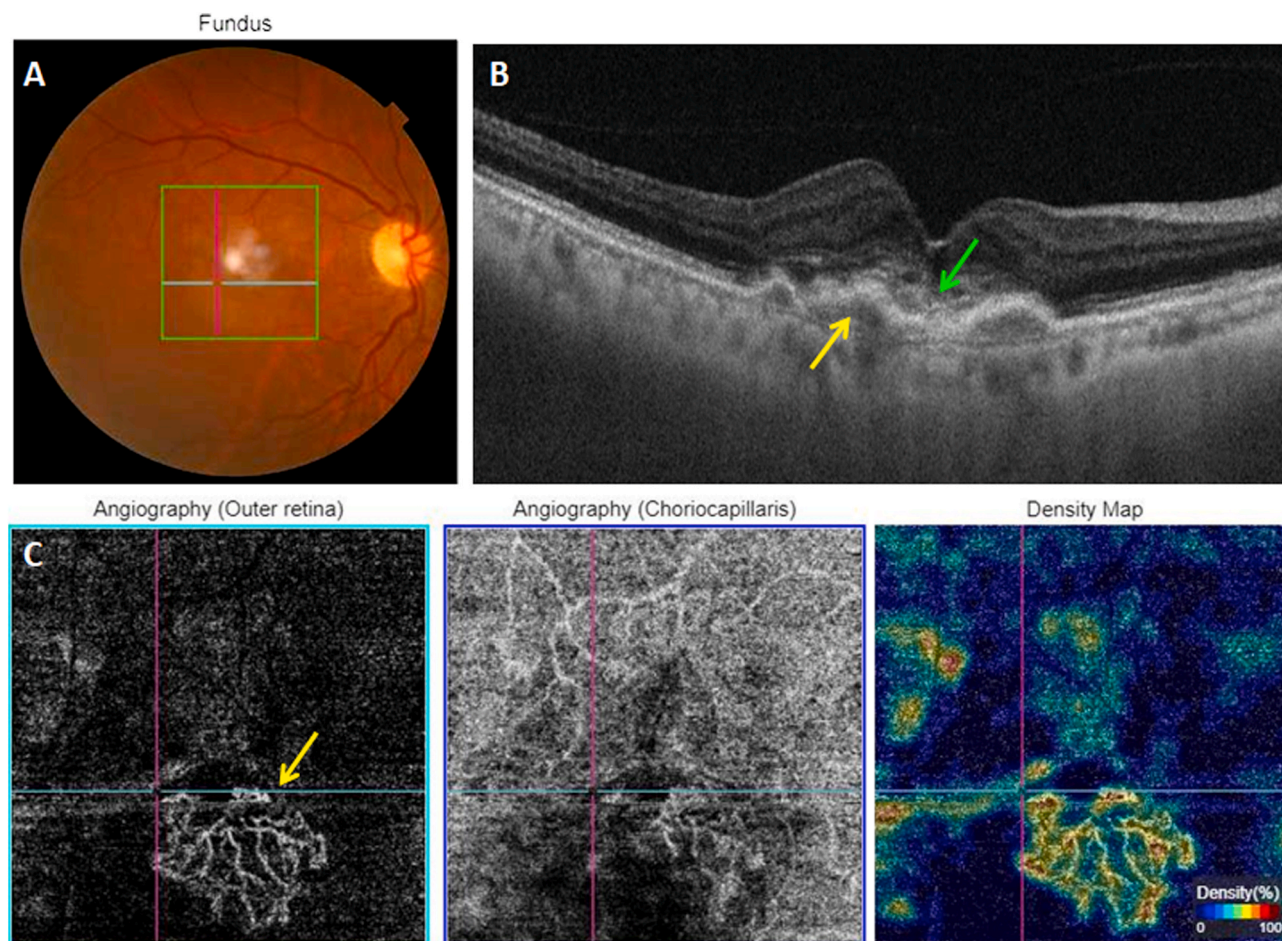 Fundus
A
B
Angiography (Outer retina)
Angiography (Choriocapillaris)
Density Map
C
Density(%)
0
100